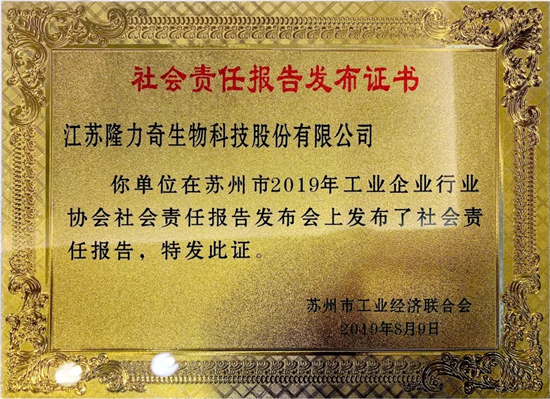 社会责任报告发布证书
江苏隆力奇生物科技股份有限公司
你单位在苏州市2019年工业企业行业
协会社会责任报告发布会上发布了社会责
任报告，特发此证。
苏州市工业经济联合会
2019年8月9日